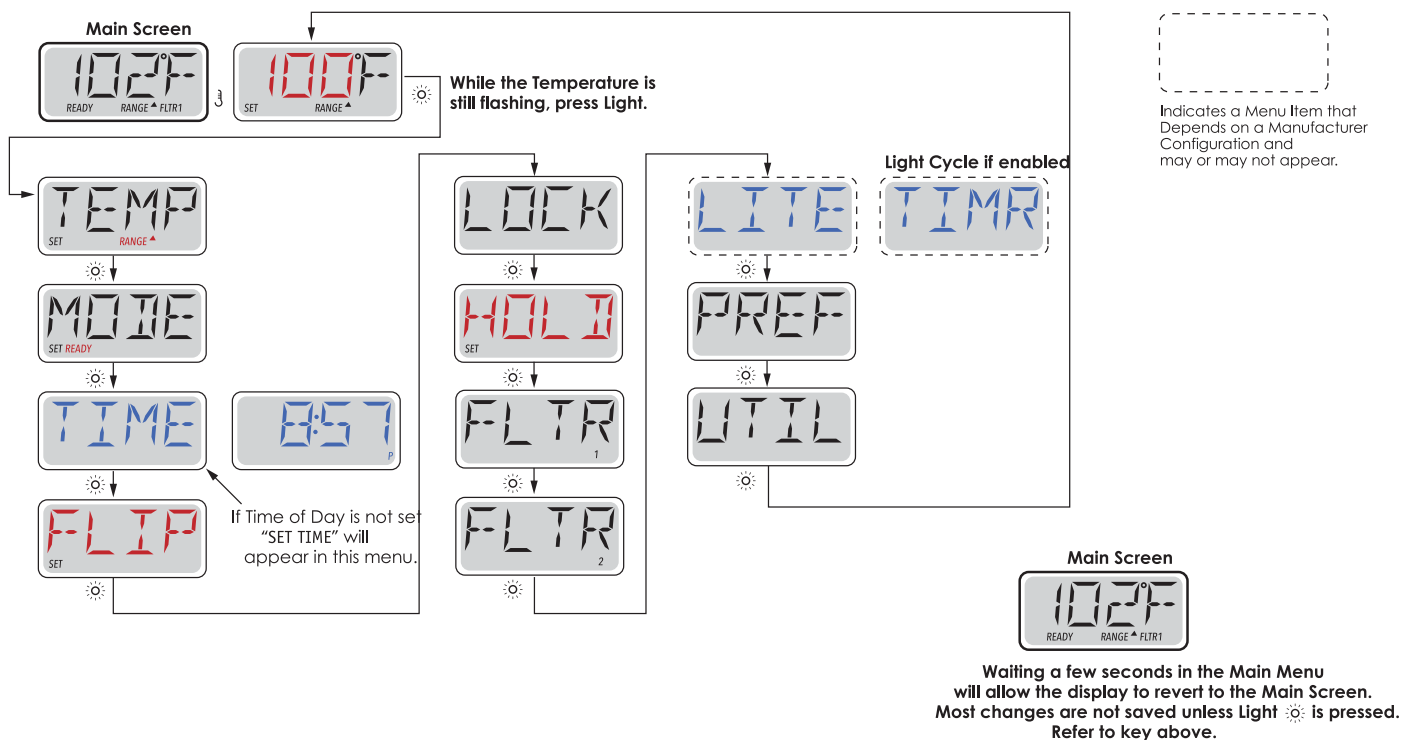 Main Screen
102°F
READY RANGE FLTR1
100°F
SET RANGE
While the Temperature is
still flashing, press Light.
Indicates a Menu Item that
Depends on a Manufacturer
Configuration and
may or may not appear.
TEMP
SET RANGE
MODE
SET READY
TIME
8:57
P
If Time of Day is not set
"SET TIME" will
appear in this menu.
FLIP
SET
LOCK
HOLD
SET
FLTR
1
FLTR
2
Light Cycle if enabled
LITE
TIMR
PREF
UTIL
Main Screen
102°F
READY RANGE FLTR1
Waiting a few seconds in the Main Menu
will allow the display to revert to the Main Screen.
Most changes are not saved unless Light is pressed.
Refer to key above.